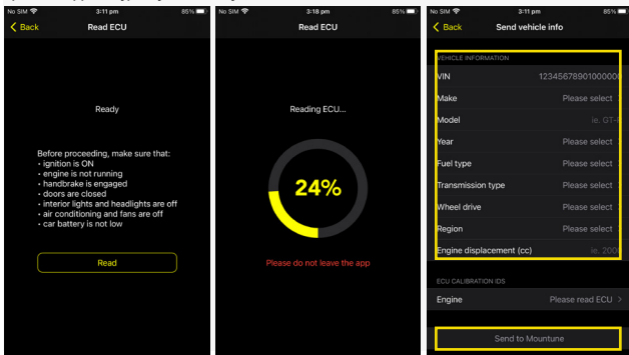 No SIM 3:11 pm 85%
Back Read ECU
Ready
Before proceeding, make sure that:
• ignition is ON
• engine is not running
• handbrake is engaged
• doors are closed
• interior lights and headlights are off
• air conditioning and fans are off
• car battery is not low
Read
No SIM 3:18 pm 85%
Read ECU
Reading ECU...
24%
Please do not leave the app
No SIM 3:11 pm 85%
Back Send vehicle info
VEHICLE INFORMATION
VIN 12345678901000000
Make Please select
Model ie. GT-R
Year Please select
Fuel type Please select
Transmission type Please select
Wheel drive Please select
Region Please select
Engine displacement (cc) ie. 2000
ECU CALIBRATION IDS
Engine Please read ECU
Send to Mountune